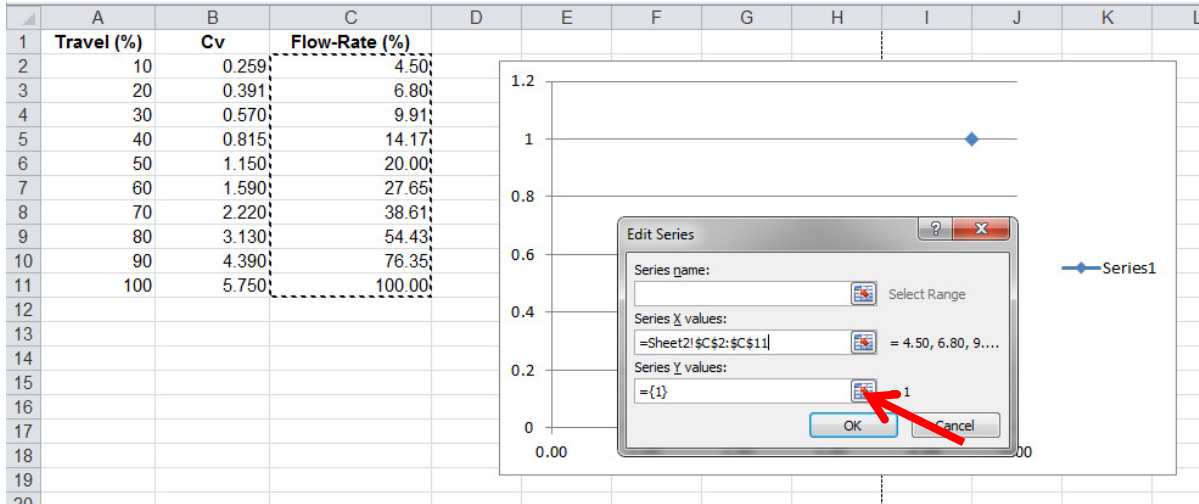 A B C D E F G H I J K L
1 Travel (%) Cv Flow-Rate (%)
2 10 0.259 4.50
3 20 0.391 6.80
4 30 0.570 9.91
5 40 0.815 14.17
6 50 1.150 20.00
7 60 1.590 27.65
8 70 2.220 38.61
9 80 3.130 54.43
10 90 4.390 76.35
11 100 5.750 100.00
12
13
14
15
16
17
18
19
20
1.2
1
0.8
0.6
0.4
0.2
0
0.00
00
Series1
Edit Series
?
Series name:
Select Range
Series X values:
=Sheet2!$C$2:$C$11 = 4.50, 6.80, 9....
Series Y values:
={1} 1
OK Cancel